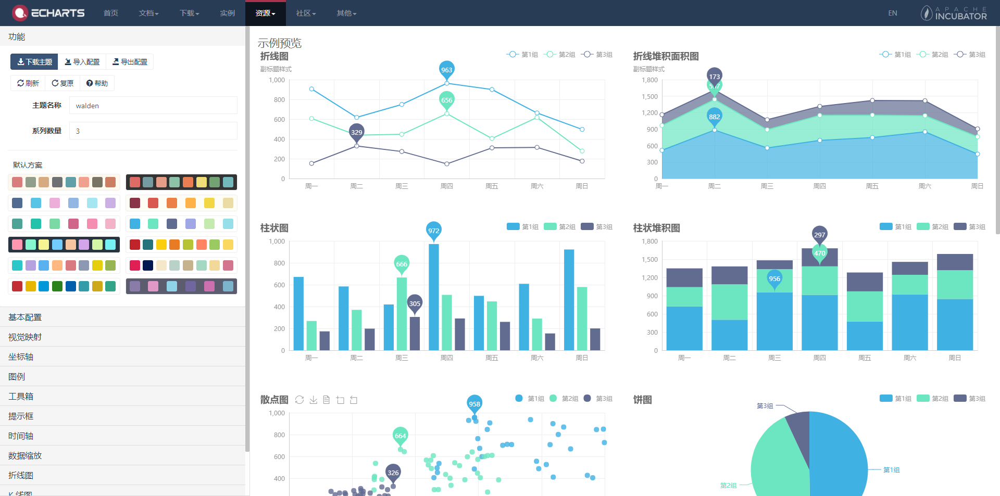 ECHARTS 首页 文档 下载 实例 资源 社区 其他 EN APACHE INCUBATOR
功能
下载主题 导入配置 导出配置
刷新 复原 帮助
主题名称 walden
系列数量 3
默认方案
基本配置
视觉映射
坐标轴
图例
工具箱
提示框
时间轴
数据缩放
折线图
K 线图
示例预览
折线图 第1组 第2组 第3组
副标题样式
963
656
329
1,000
800
600
400
200
0
周一 周二 周三 周四 周五 周六 周日
折线堆积面积图 第1组 第2组 第3组
副标题样式
173
882
1,800
1,500
1,200
900
600
300
0
周一 周二 周三 周四 周五 周六 周日
柱状图 第1组 第2组 第3组
972
666
305
1,000
800
600
400
200
0
周一 周二 周三 周四 周五 周六 周日
柱状堆积图 第1组 第2组 第3组
297
470
956
1,800
1,500
1,200
900
600
300
0
周一 周二 周三 周四 周五 周六 周日
散点图 第1组 第2组 第3组
958
664
326
1,000
800
600
400
饼图 第1组 第2组 第3组
第3组
第1组
第2组